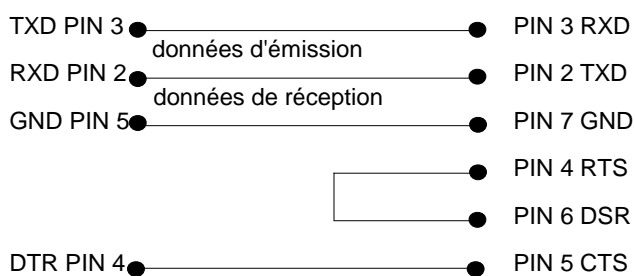 TXD PIN 3 PIN 3 RXD
données d'émission
RXD PIN 2 PIN 2 TXD
données de réception
GND PIN 5 PIN 7 GND
PIN 4 RTS
PIN 6 DSR
DTR PIN 4 PIN 5 CTS